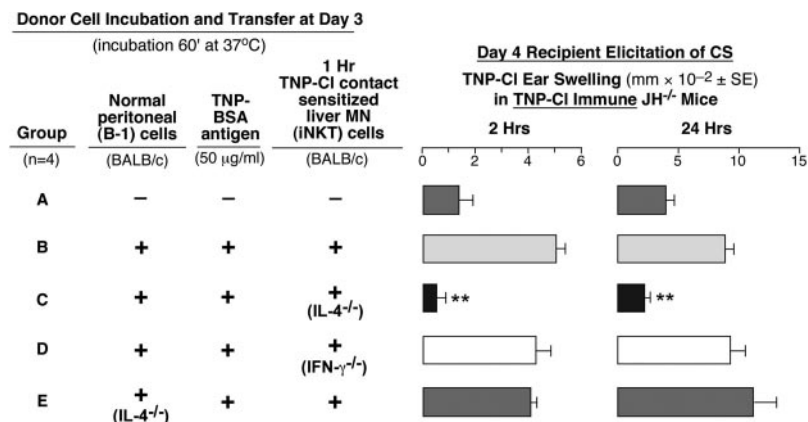 Donor Cell Incubation and Transfer at Day 3
(incubation 60' at 37ºC)
Group
(n=4)
Normal
peritoneal
(B-1) cells
(BALB/c)
TNP-
BSA
antigen
(50 μg/ml)
1 Hr
TNP-Cl contact
sensitized
liver MN
(iNKT) cells
(BALB/c)
Day 4 Recipient Elicitation of CS
TNP-Cl Ear Swelling (mm × 10⁻² ± SE)
in TNP-Cl Immune JH⁻/⁻ Mice
2 Hrs
24 Hrs
0 2 4 6
0 5 10 15
A – – –
B + + +
C + + +
(IL-4⁻/⁻)
**
**
D + + +
(IFN-γ⁻/⁻)
E + + +
(IL-4⁻/⁻)